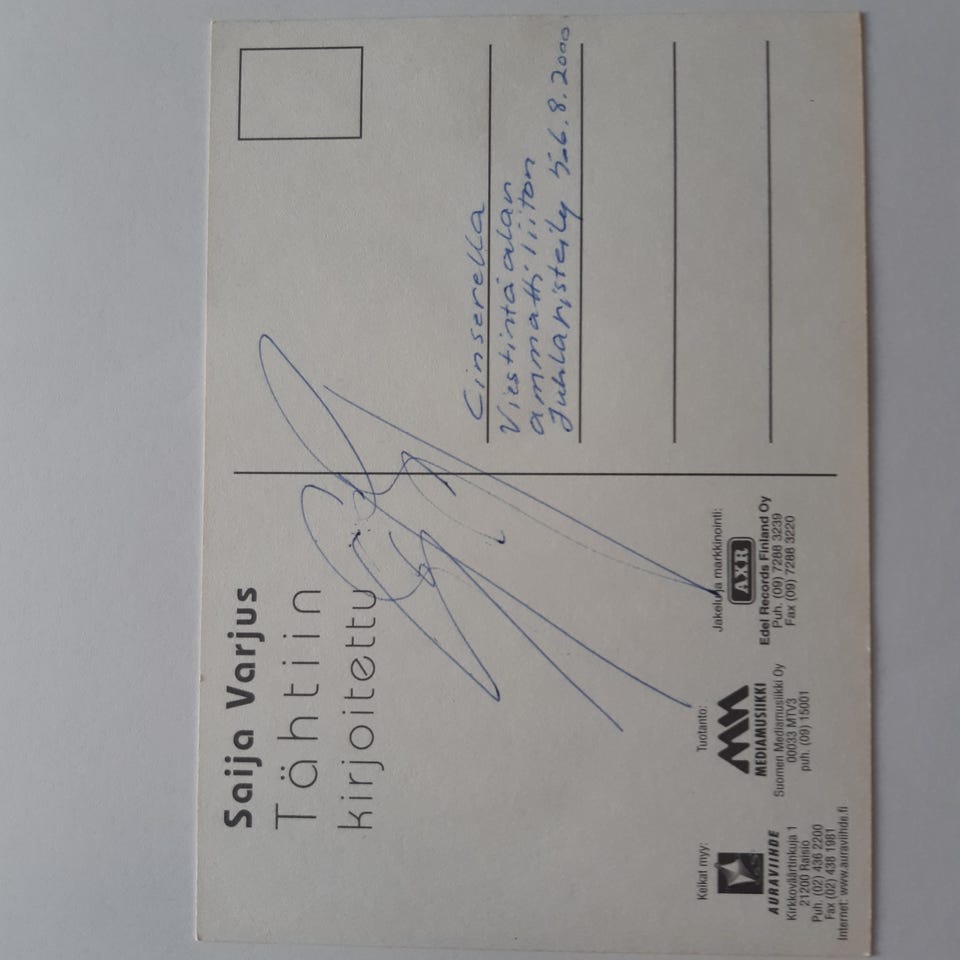 Saija Varjus
Tähtiin
kirjoitettu
Cinserella
Viestintäalan
ammattiliiton
Juhlaristeily 5-6.8.2000
Keikat myy:
AURAVIIHDE
Kirkkoväärtinkuja 1
21200 Raisio
Puh. (02) 436 2200
Fax (02) 438 1981
Internet: www.auraviihde.fi
Tuotanto:
MM
MEDIAMUSIIKKI
Suomen Mediamusiikki Oy
00033 MTV3
puh. (09) 15001
Jakelu ja markkinointi:
AXR
Edel Records Finland Oy
Puh. (09) 7288 3239
Fax (09) 7288 3220